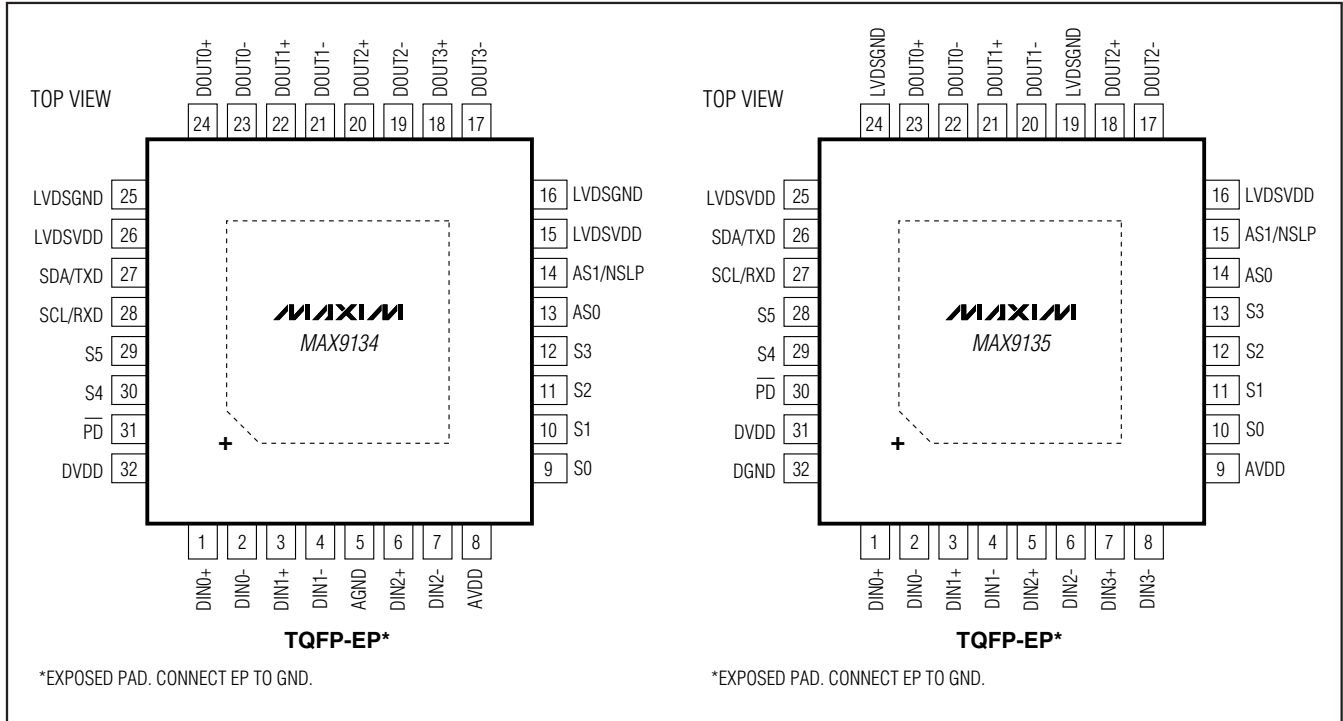 TOP VIEW
DOUT0+
DOUT0-
DOUT1+
DOUT1-
DOUT2+
DOUT2-
DOUT3+
DOUT3-
24 23 22 21 20 19 18 17
LVDSGND 25
LVDSVDD 26
SDA/TXD 27
SCL/RXD 28
S5 29
S4 30
PD 31
DVDD 32
MAXIM
MAX9134
+
16 LVDSGND
15 LVDSVDD
14 AS1/NSLP
13 AS0
12 S3
11 S2
10 S1
9 S0
1 2 3 4 5 6 7 8
DIN0+
DIN0-
DIN1+
DIN1-
AGND
DIN2+
DIN2-
AVDD
TQFP-EP*
*EXPOSED PAD. CONNECT EP TO GND.
TOP VIEW
LVDSGND
DOUT0+
DOUT0-
DOUT1+
DOUT1-
LVDSGND
DOUT2+
DOUT2-
24 23 22 21 20 19 18 17
LVDSVDD 25
SDA/TXD 26
SCL/RXD 27
S5 28
S4 29
PD 30
DVDD 31
DGND 32
MAXIM
MAX9135
+
16 LVDSVDD
15 AS1/NSLP
14 AS0
13 S3
12 S2
11 S1
10 S0
9 AVDD
1 2 3 4 5 6 7 8
DIN0+
DIN0-
DIN1+
DIN1-
DIN2+
DIN2-
DIN3+
DIN3-
TQFP-EP*
*EXPOSED PAD. CONNECT EP TO GND.